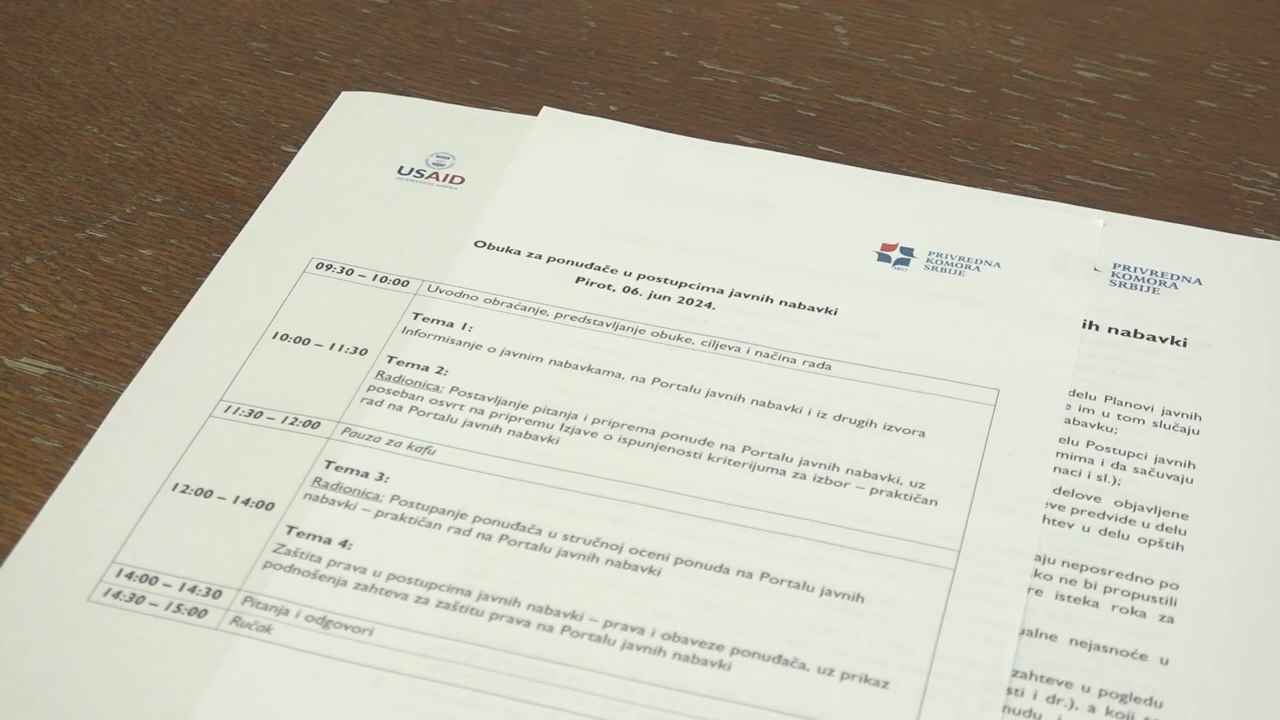 USAID
PRIVREDNA
KOMORA
SRBIJE
1857
Obuka za ponuđače u postupcima javnih nabavki
Pirot, 06. jun 2024.
09:30 – 10:00
Uvodno obraćanje, predstavljanje obuke, ciljeva i načina rada
10:00 – 11:30
Tema 1:
Informisanje o javnim nabavkama, na Portalu javnih nabavki i iz drugih izvora
Tema 2:
Radionica: Postavljanje pitanja i priprema ponude na Portalu javnih nabavki, uz
poseban osvrt na pripremu Izjave o ispunjenosti kriterijuma za izbor – praktičan
rad na Portalu javnih nabavki
11:30 – 12:00
Pauza za kafu
12:00 – 14:00
Tema 3:
Radionica: Postupanje ponuđača u stručnoj oceni ponuda na Portalu javnih
nabavki – praktičan rad na Portalu javnih nabavki
Tema 4:
Zaštita prava u postupcima javnih nabavki – prava i obaveze ponuđača, uz prikaz
podnošenja zahteva za zaštitu prava na Portalu javnih nabavki
14:00 – 14:30
Pitanja i odgovori
14:30 – 15:00
Ručak
PRIVREDNA
KOMORA
SRBIJE
ih nabavki
delu Planovi javnih
e im u tom slučaju
abavku;
elu Postupci javnih
mima i da sačuvaju
naci i sl.);
delove objavljene
eve predvide u delu
htev u delu opštih
aju neposredno po
ko ne bi propustili
re isteka roka za
ualne nejasnoće u
zahteve u pogledu
sti i dr.), a koji